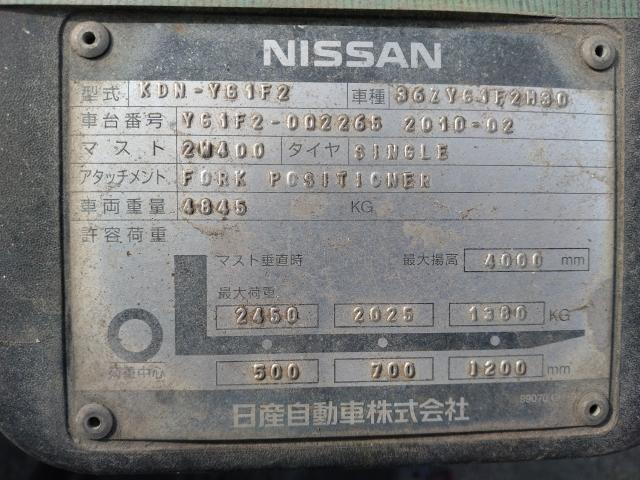 NISSAN
型式 KDN-YG1F2 車種
車台番号 YG1F2-002265 2010-02
マスト 2W400 タイヤ SINGLE
アタッチメント FORK POSITIONER
車両重量 4845 KG
許容荷重
マスト垂直時 最大揚高 4000 mm
最大荷重
2450 2025 1380 KG
荷重中心 500 700 1200 mm
日産自動車株式会社